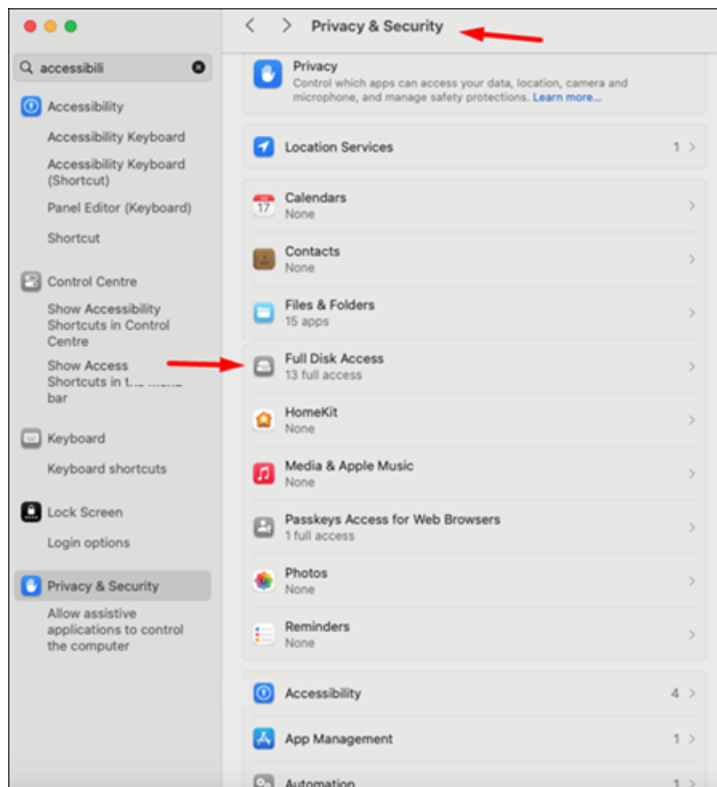 Privacy & Security
accessibili
Accessibility
Accessibility Keyboard
Accessibility Keyboard
(Shortcut)
Panel Editor (Keyboard)
Shortcut
Control Centre
Show Accessibility
Shortcuts in Control
Centre
Show Access
Shortcuts in
bar
Keyboard
Keyboard shortcuts
Lock Screen
Login options
Privacy & Security
Allow assistive
applications to control
the computer
Privacy
Control which apps can access your data, location, camera and
microphone, and manage safety protections. Learn more...
Location Services
1
17
Calendars
None
Contacts
None
Files & Folders
15 apps
Full Disk Access
13 full access
HomeKit
None
Media & Apple Music
None
Passkeys Access for Web Browsers
1 full access
Photos
None
Reminders
None
Accessibility
4
App Management
1
Automation
1